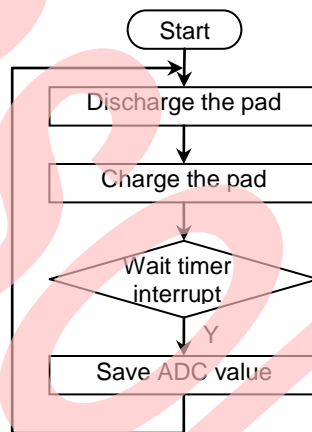 Start
Discharge the pad
Charge the pad
Wait timer
interrupt
Y
Save ADC value